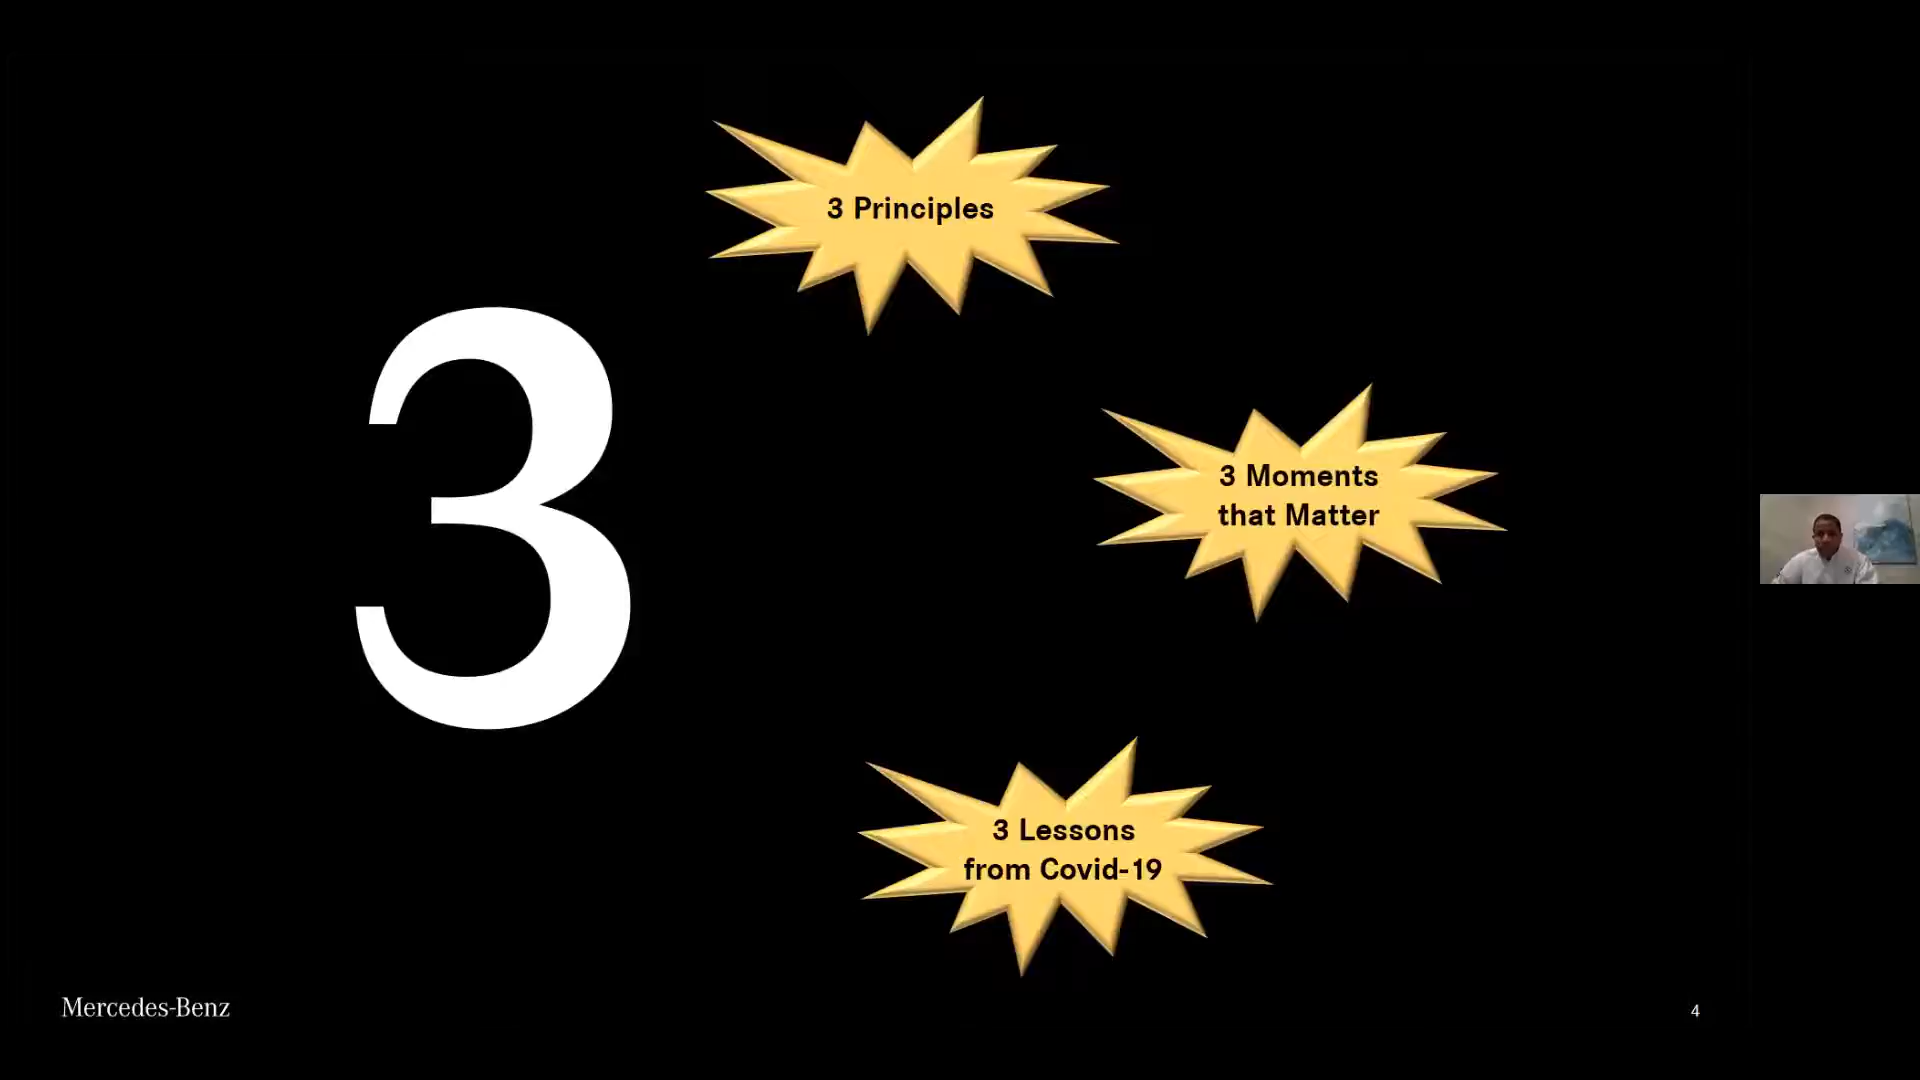 3 Principles
3
3 Moments
that Matter
3 Lessons
from Covid-19
Mercedes-Benz
4